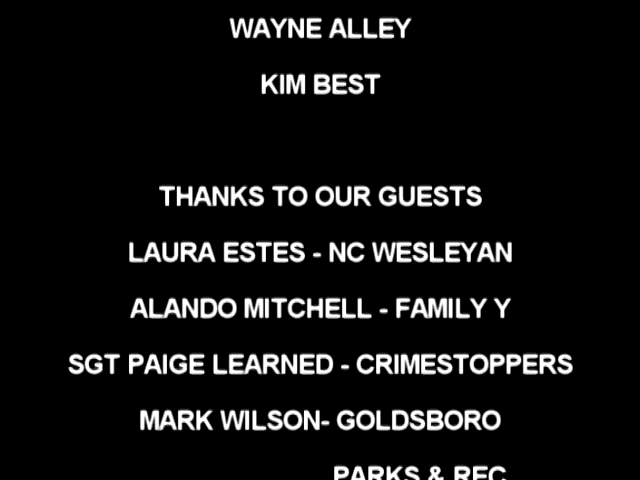 WAYNE ALLEY
KIM BEST
THANKS TO OUR GUESTS
LAURA ESTES - NC WESLEYAN
ALANDO MITCHELL - FAMILY Y
SGT PAIGE LEARNED - CRIMESTOPPERS
MARK WILSON- GOLDSBORO
PARKS & REC